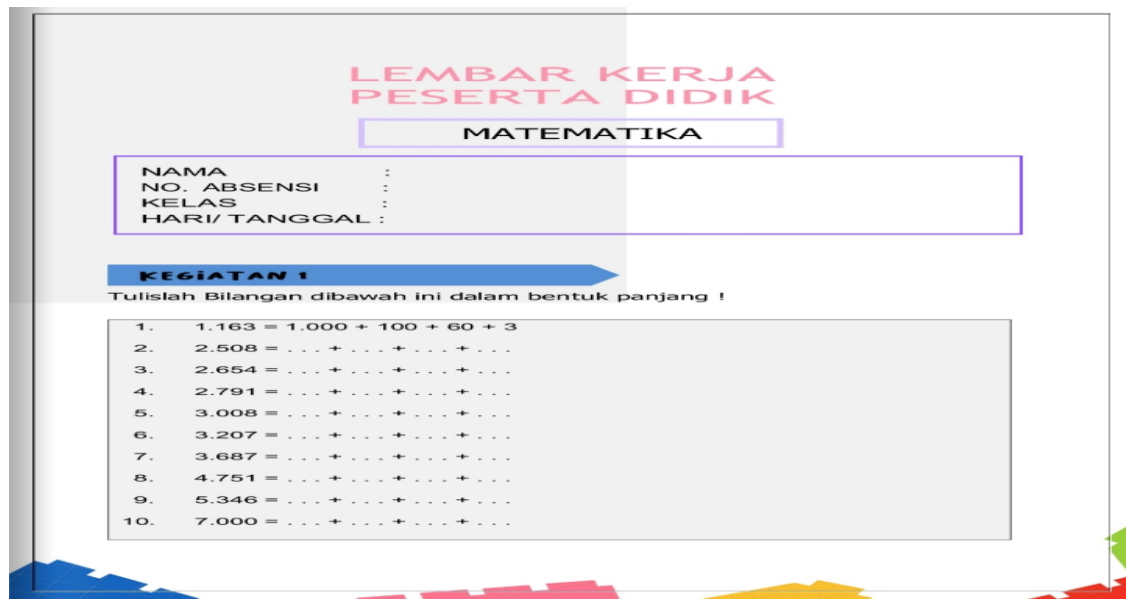 LEMBAR KERJA
PESERTA DIDIK
MATEMATIKA
NAMA :
NO. ABSENSI :
KELAS :
HARI/ TANGGAL :
KEGiATAN 1
Tulislah Bilangan dibawah ini dalam bentuk panjang !
1. 1.163 = 1.000 + 100 + 60 + 3
2. 2.508 = . . . + . . . + . . . + . . .
3. 2.654 = . . . + . . . + . . . + . . .
4. 2.791 = . . . + . . . + . . . + . . .
5. 3.008 = . . . + . . . + . . . + . . .
6. 3.207 = . . . + . . . + . . . + . . .
7. 3.687 = . . . + . . . + . . . + . . .
8. 4.751 = . . . + . . . + . . . + . . .
9. 5.346 = . . . + . . . + . . . + . . .
10. 7.000 = . . . + . . . + . . . + . . .